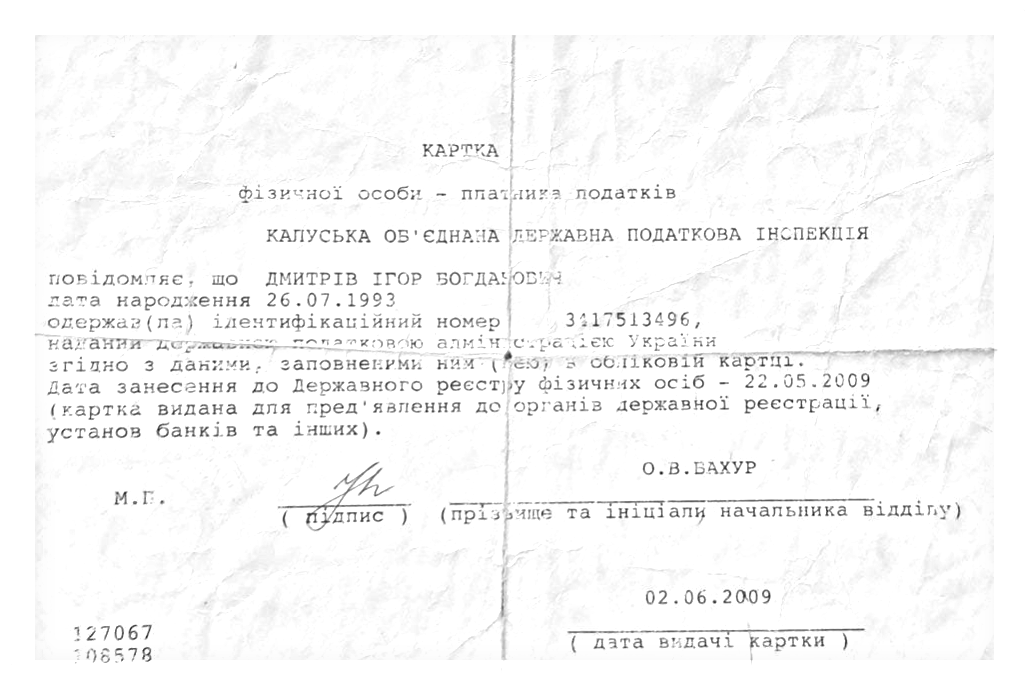 КАРТКА
фізичної особи - платника податків
КАЛУСЬКА ОБ'ЄДНАНА ДЕРЖАВНА ПОДАТКОВА ІНСПЕКЦІЯ
повідомляє, що ДМИТРІВ ІГОР БОГДАНОВИЧ
дата народження 26.07.1993
одержав(ла) ідентифікаційний номер 3417513496,
наданий державною податковою адміністрацією України
згідно з даними, заповненими ним (нею) в обліковій картці.
Дата занесення до Державного реєстру фізичних осіб - 22.05.2009
(картка видана для пред'явлення до органів державної реєстрації,
установ банків та інших).
О.В.БАХУР
М.П.
( підпис ) (прізвище та ініціали начальника відділу)
02.06.2009
127067
( дата видачі картки )
108578